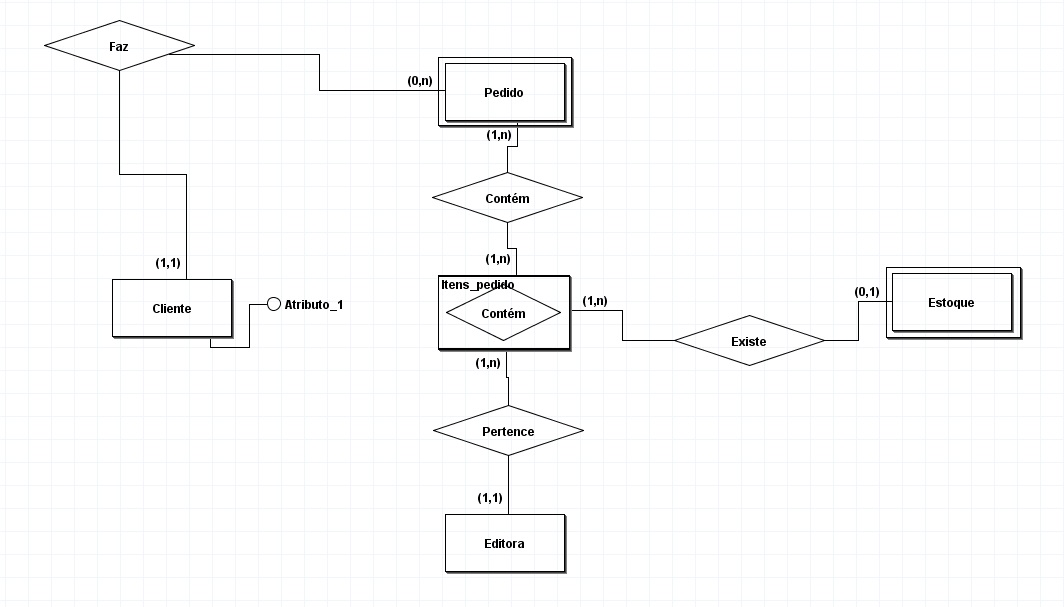 Faz
(0,n)
Pedido
(1,n)
Contém
(1,n)
(1,1)
Itens_pedido
Cliente
Atributo_1
Contém
(1,n)
(0,1)
Estoque
Existe
(1,n)
Pertence
(1,1)
Editora